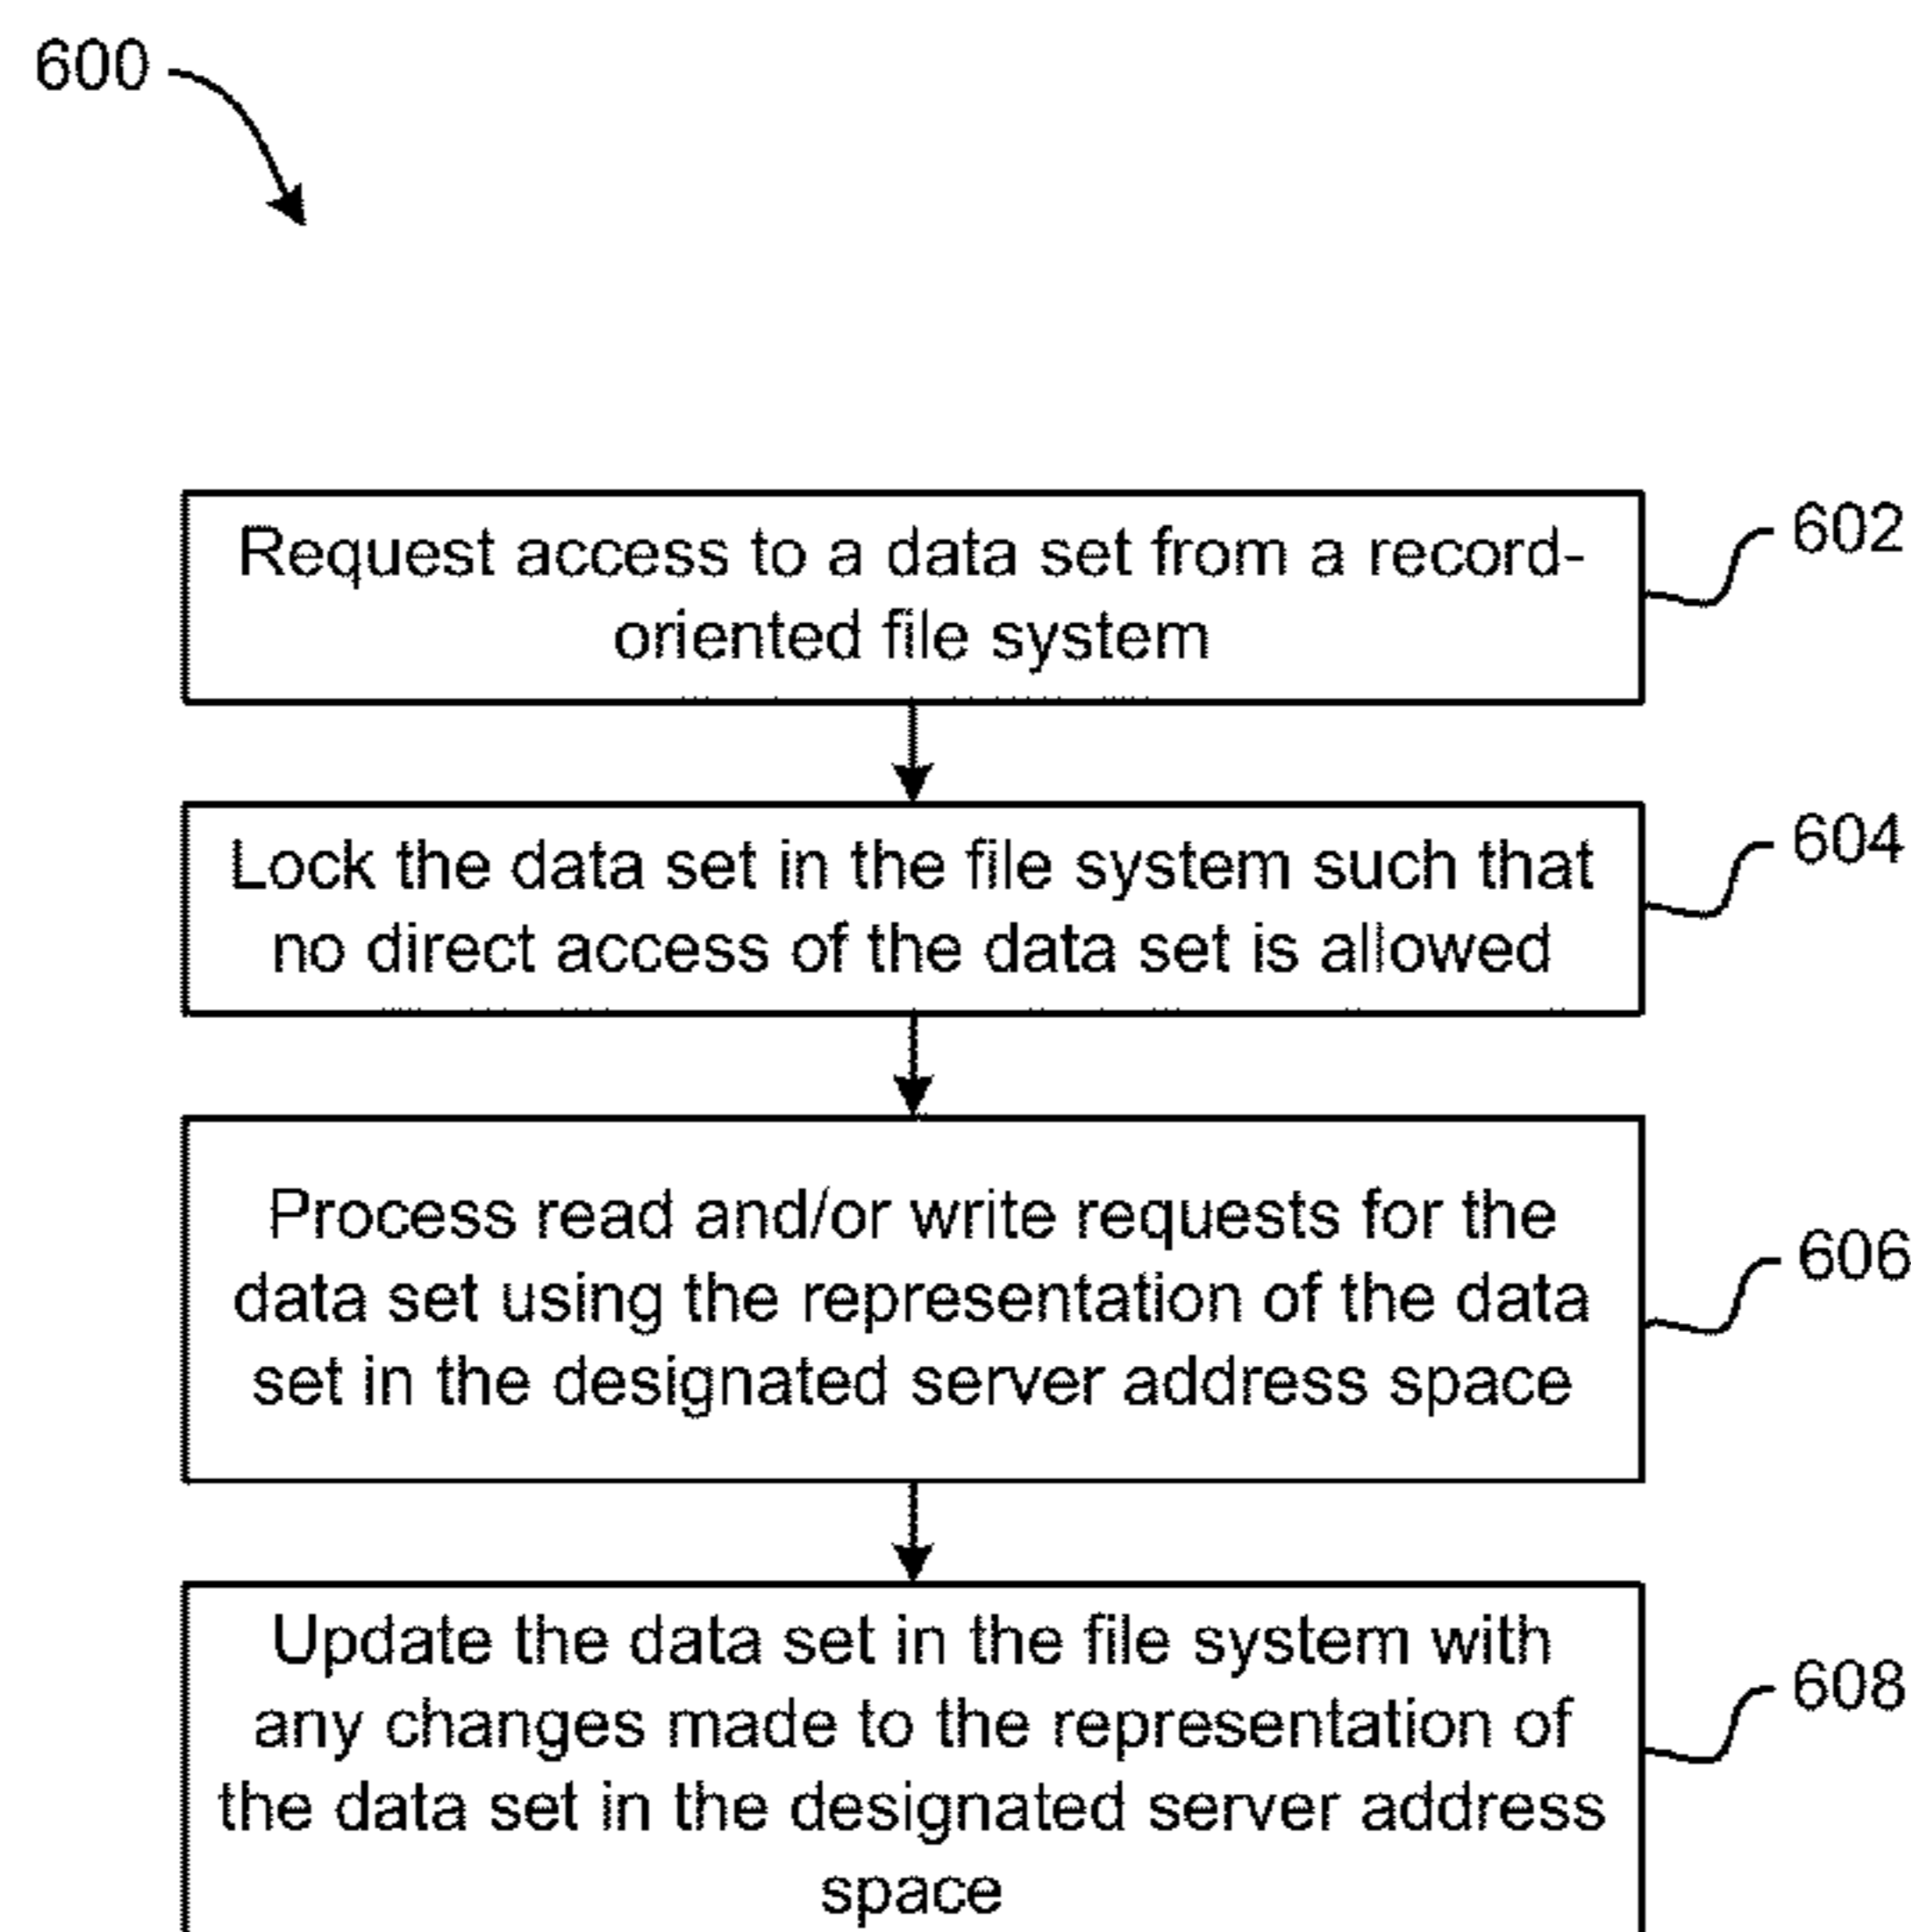 600
Request access to a data set from a record-
oriented file system
602
Lock the data set in the file system such that
no direct access of the data set is allowed
604
Process read and/or write requests for the
data set using the representation of the data
set in the designated server address space
606
Update the data set in the file system with
any changes made to the representation of
the data set in the designated server address
space
608